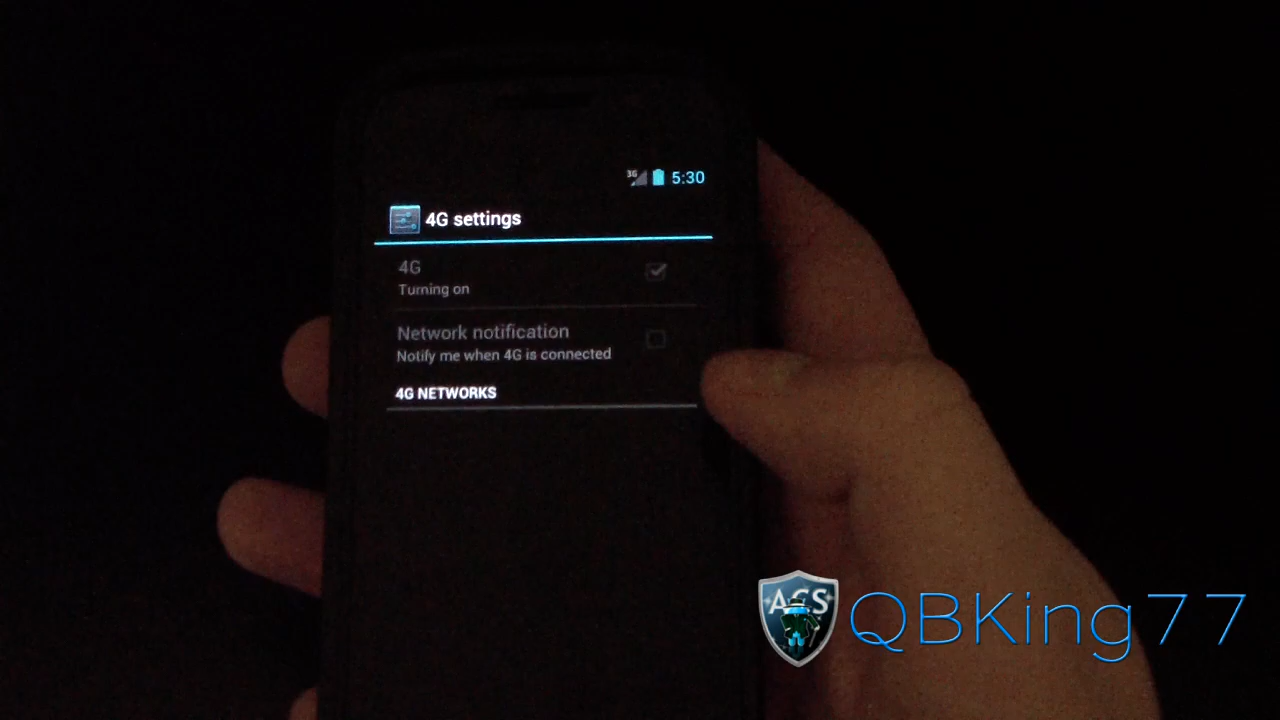 3G 5:30
4G settings
4G
Turning on
Network notification
Notify me when 4G is connected
4G NETWORKS
ACS
QBKing77